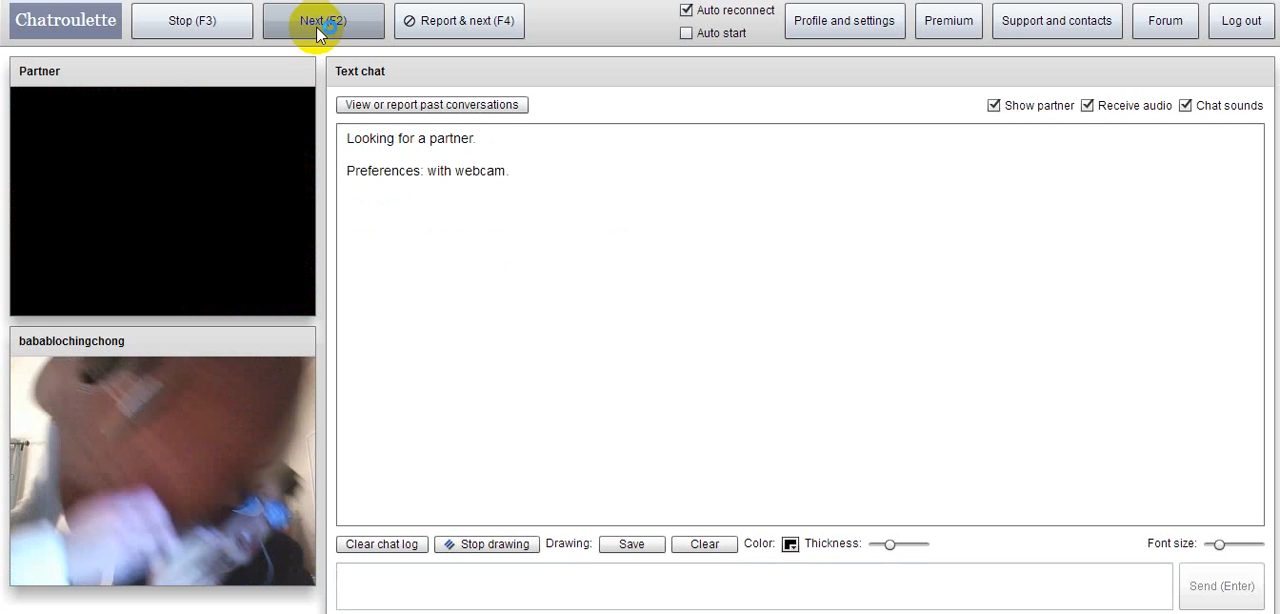 Chatroulette
Stop (F3)
Next (F2)
Report & next (F4)
Auto reconnect
Auto start
Profile and settings
Premium
Support and contacts
Forum
Log out
Partner
Text chat
View or report past conversations
Show partner
Receive audio
Chat sounds
Looking for a partner.
Preferences: with webcam.
babablochingchong
Clear chat log
Stop drawing
Drawing:
Save
Clear
Color:
Thickness:
Font size:
Send (Enter)